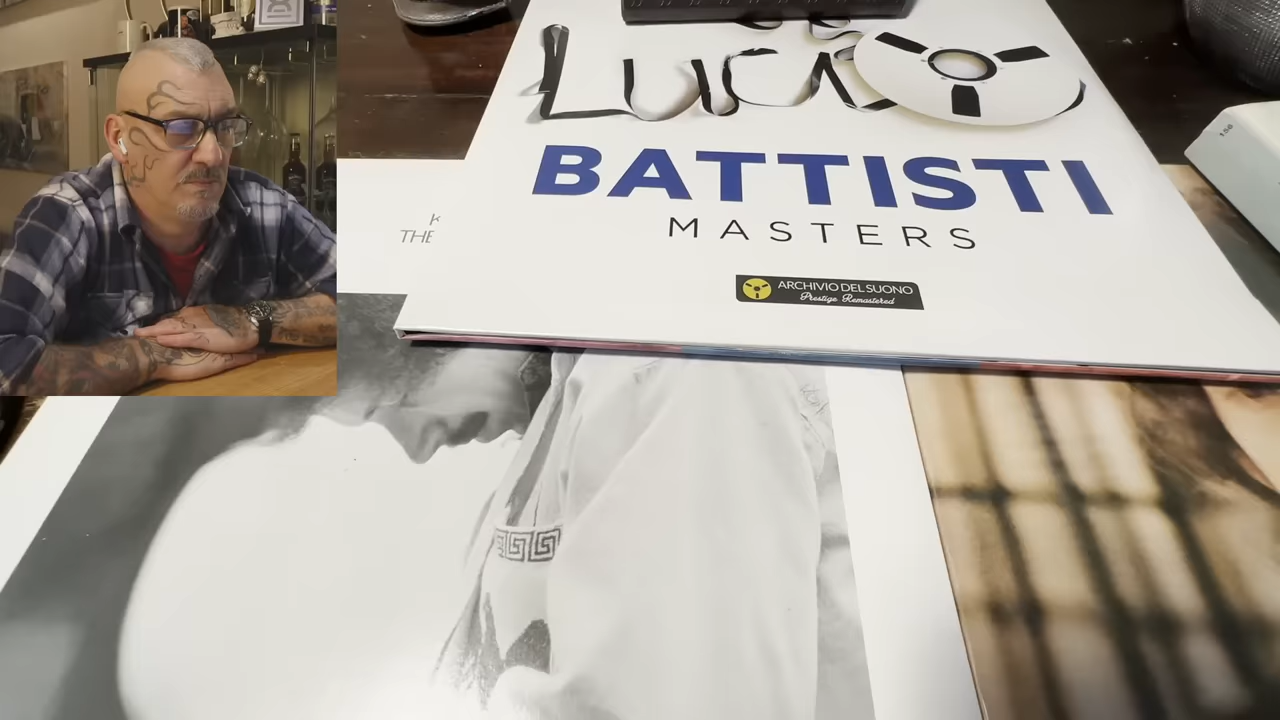 Lucio
BATTISTI
MASTERS
ARCHIVIO DEL SUONO
Prestige Remastered
THE